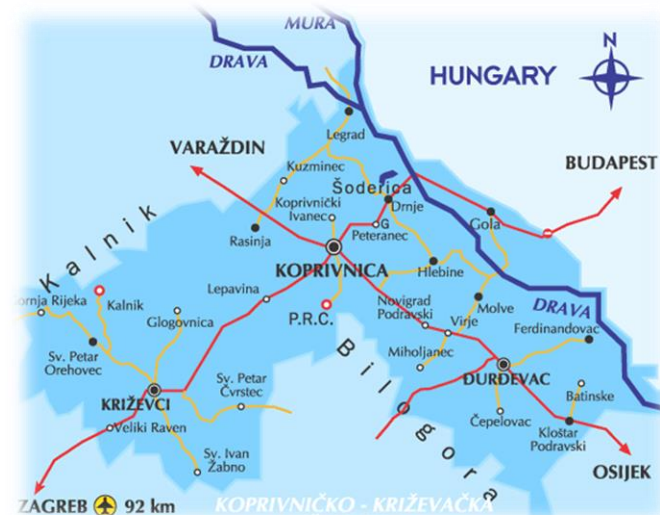 MURA
DRAVA
N
HUNGARY
Legrad
VARAŽDIN
BUDAPEST
Kuzminec
Šoderica
Koprivnički
Ivanec
Drnje
Gola
G
Peteranec
Rasinja
KOPRIVNICA
Kalnik
Hlebine
Lepavina
DRAVA
Gornja Rijeka
Kalnik
Novigrad
Podravski
Molve
P.R.C.
Glogovnica
Virje
Ferdinandovac
Sv. Petar
Orehovec
Miholjanec
Bilogora
ĐURĐEVAC
KRIŽEVCI
Sv. Petar
Čvrstec
Batinske
Čepelovac
Veliki Raven
Kloštar
Podravski
Sv. Ivan
Žabno
OSIJEK
ZAGREB 92 km
KOPRIVNIČKO - KRIŽEVAČKA